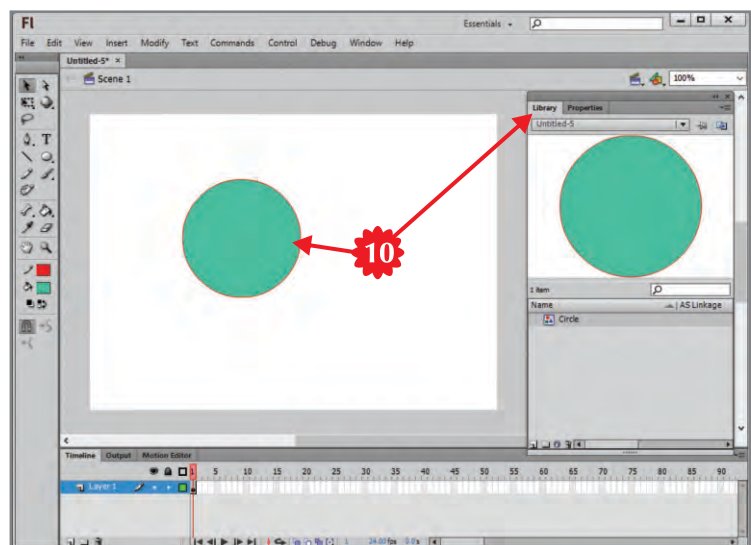 Fl
Essentials
File Edit View Insert Modify Text Commands Control Debug Window Help
Untitled-5* ×
Scene 1
100%
Library Properties
Untitled-5
10
1 item
Name AS Linkage
Circle
Timeline Output Motion Editor
1 5 10 15 20 25 30 35 40 45 50 55 60 65 70 75 80 85 90
Layer 1
1 24.00 fps 0.0 s